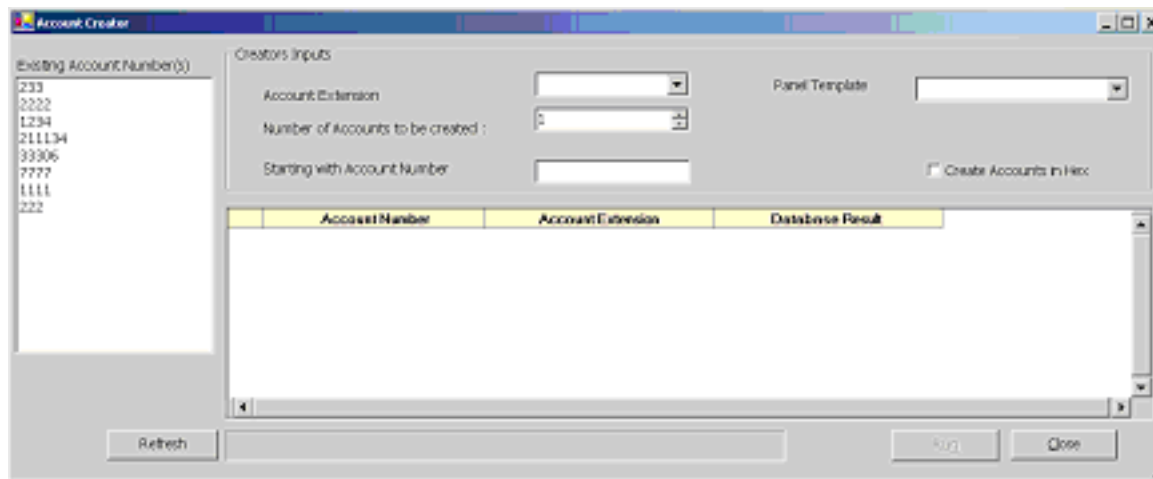 Account Creator
Existing Account Number(s)
233
2222
1234
211134
33306
7777
1111
222
Creators Inputs
Account Extension
Panel Template
Number of Accounts to be created :
1
Starting with Account Number
Create Accounts in Hex
Account Number Account Extension Database Result
Refresh
Run
Close